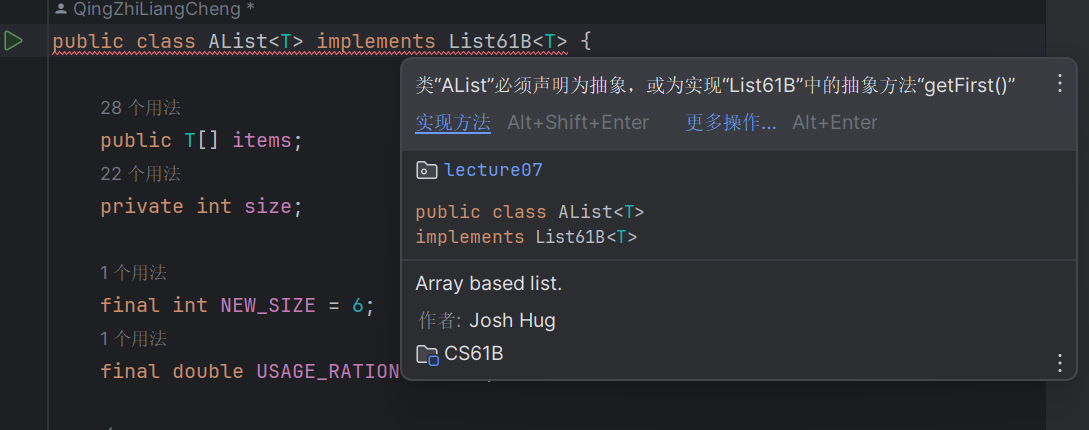 QingZhiLiangCheng *
public class AList<T> implements List61B<T> {
类“AList”必须声明为抽象，或为实现“List61B”中的抽象方法“getFirst()”
实现方法 Alt+Shift+Enter 更多操作... Alt+Enter
lecture07
public class AList<T>
implements List61B<T>
Array based list.
作者: Josh Hug
CS61B
28 个用法
public T[] items;
22 个用法
private int size;
1 个用法
final int NEW_SIZE = 6;
1 个用法
final double USAGE_RATION